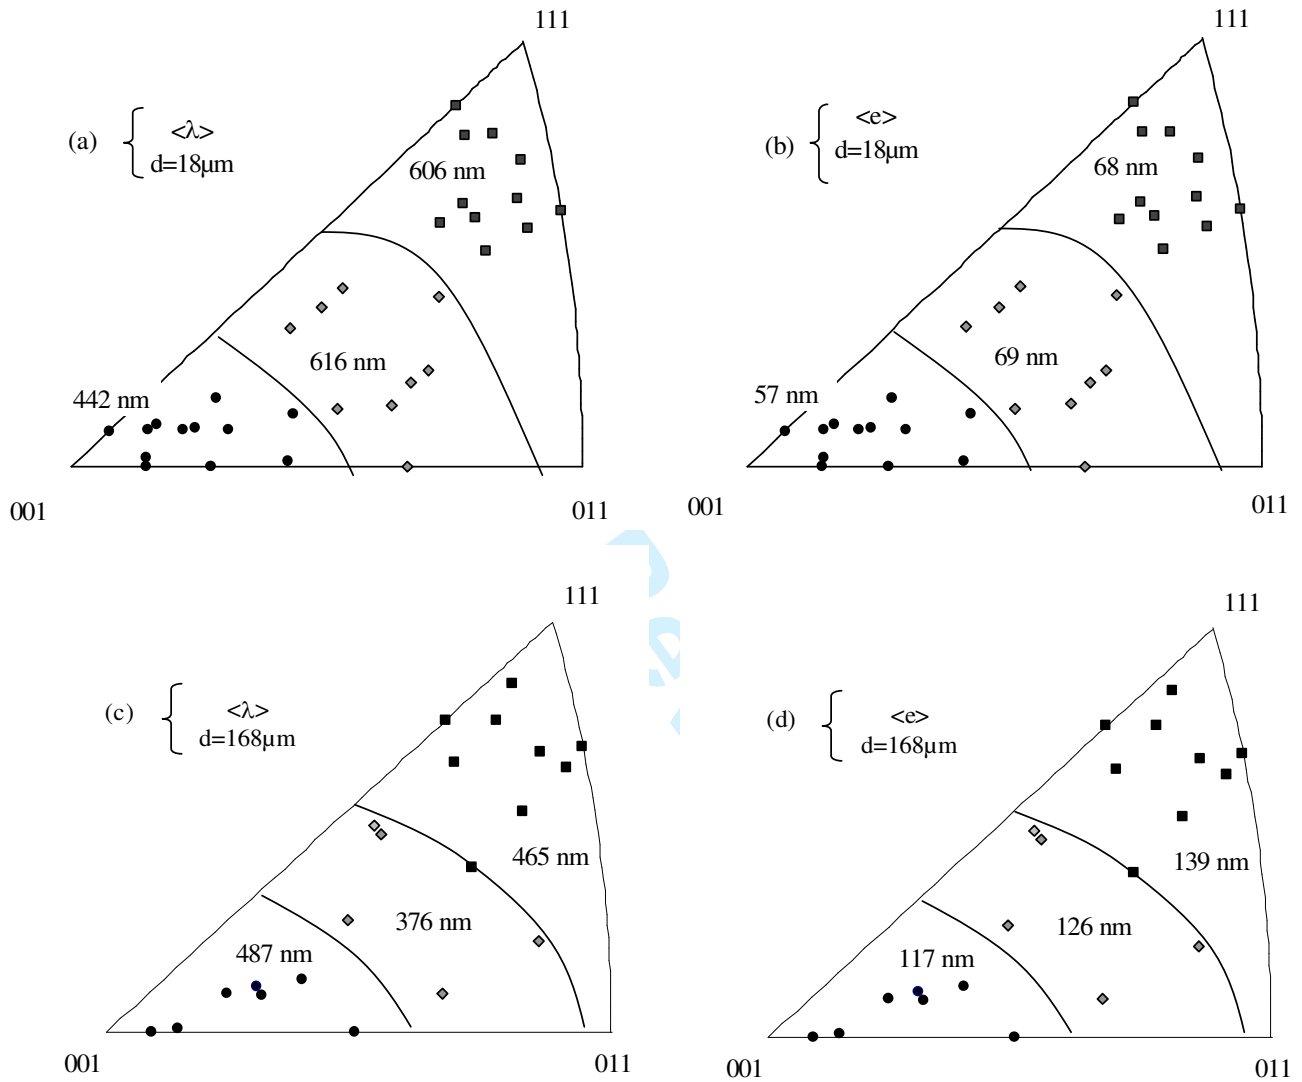 111
(a)
<λ>
d=18µm
606 nm
616 nm
442 nm
001
011
111
(b)
<e>
d=18µm
68 nm
69 nm
57 nm
001
011
111
(c)
<λ>
d=168µm
465 nm
376 nm
487 nm
001
011
111
(d)
<e>
d=168µm
139 nm
126 nm
117 nm
001
011